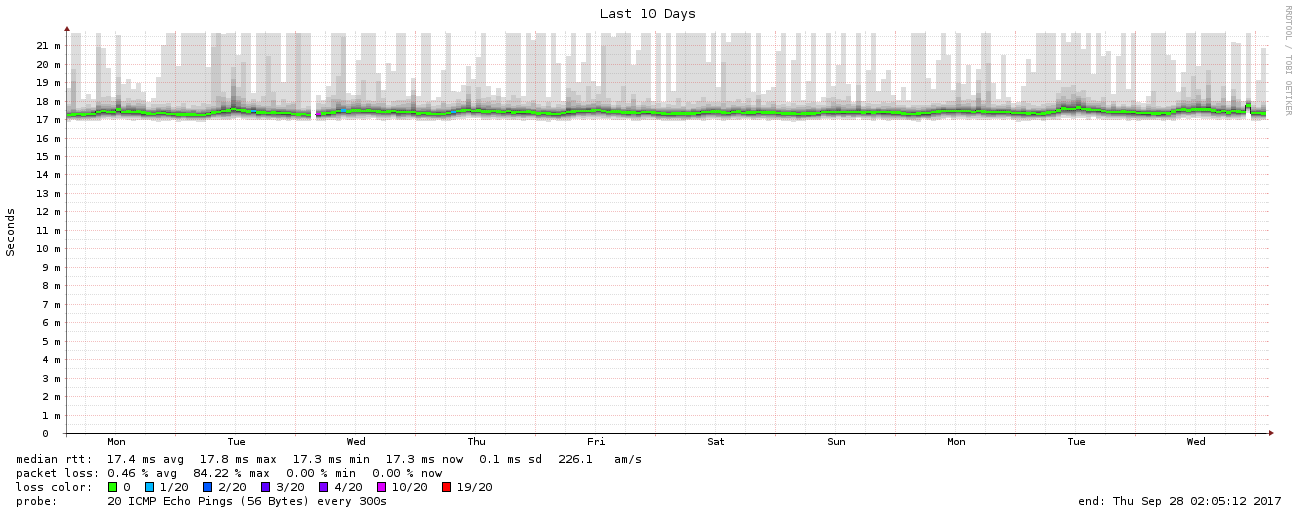 Last 10 Days
RRDTOOL / TOBI OETIKER
Seconds
21 m
20 m
19 m
18 m
17 m
16 m
15 m
14 m
13 m
12 m
11 m
10 m
9 m
8 m
7 m
6 m
5 m
4 m
3 m
2 m
1 m
0
Mon Tue Wed Thu Fri Sat Sun Mon Tue Wed
median rtt: 17.4 ms avg 17.8 ms max 17.3 ms min 17.3 ms now 0.1 ms sd 226.1 am/s
packet loss: 0.46 % avg 84.22 % max 0.00 % min 0.00 % now
loss color: 0 1/20 2/20 3/20 4/20 10/20 19/20
probe: 20 ICMP Echo Pings (56 Bytes) every 300s end: Thu Sep 28 02:05:12 2017